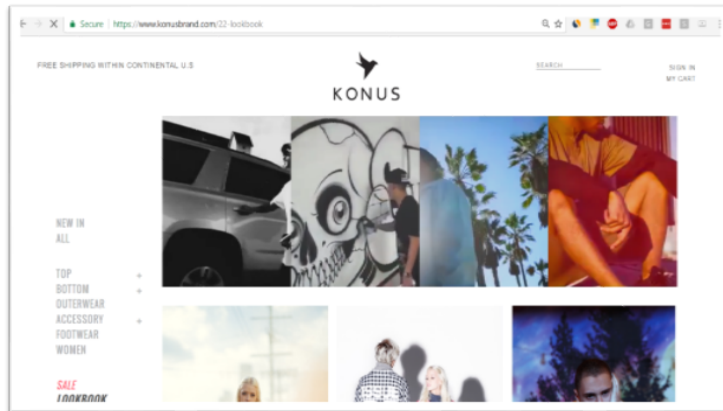 Secure | https://www.konusbrand.com/22-lookbook
FREE SHIPPING WITHIN CONTINENTAL U.S
SEARCH
SIGN IN
MY CART
KONUS
NEW IN
ALL
TOP +
BOTTOM +
OUTERWEAR
ACCESSORY +
FOOTWEAR
WOMEN
SALE
LOOKBOOK